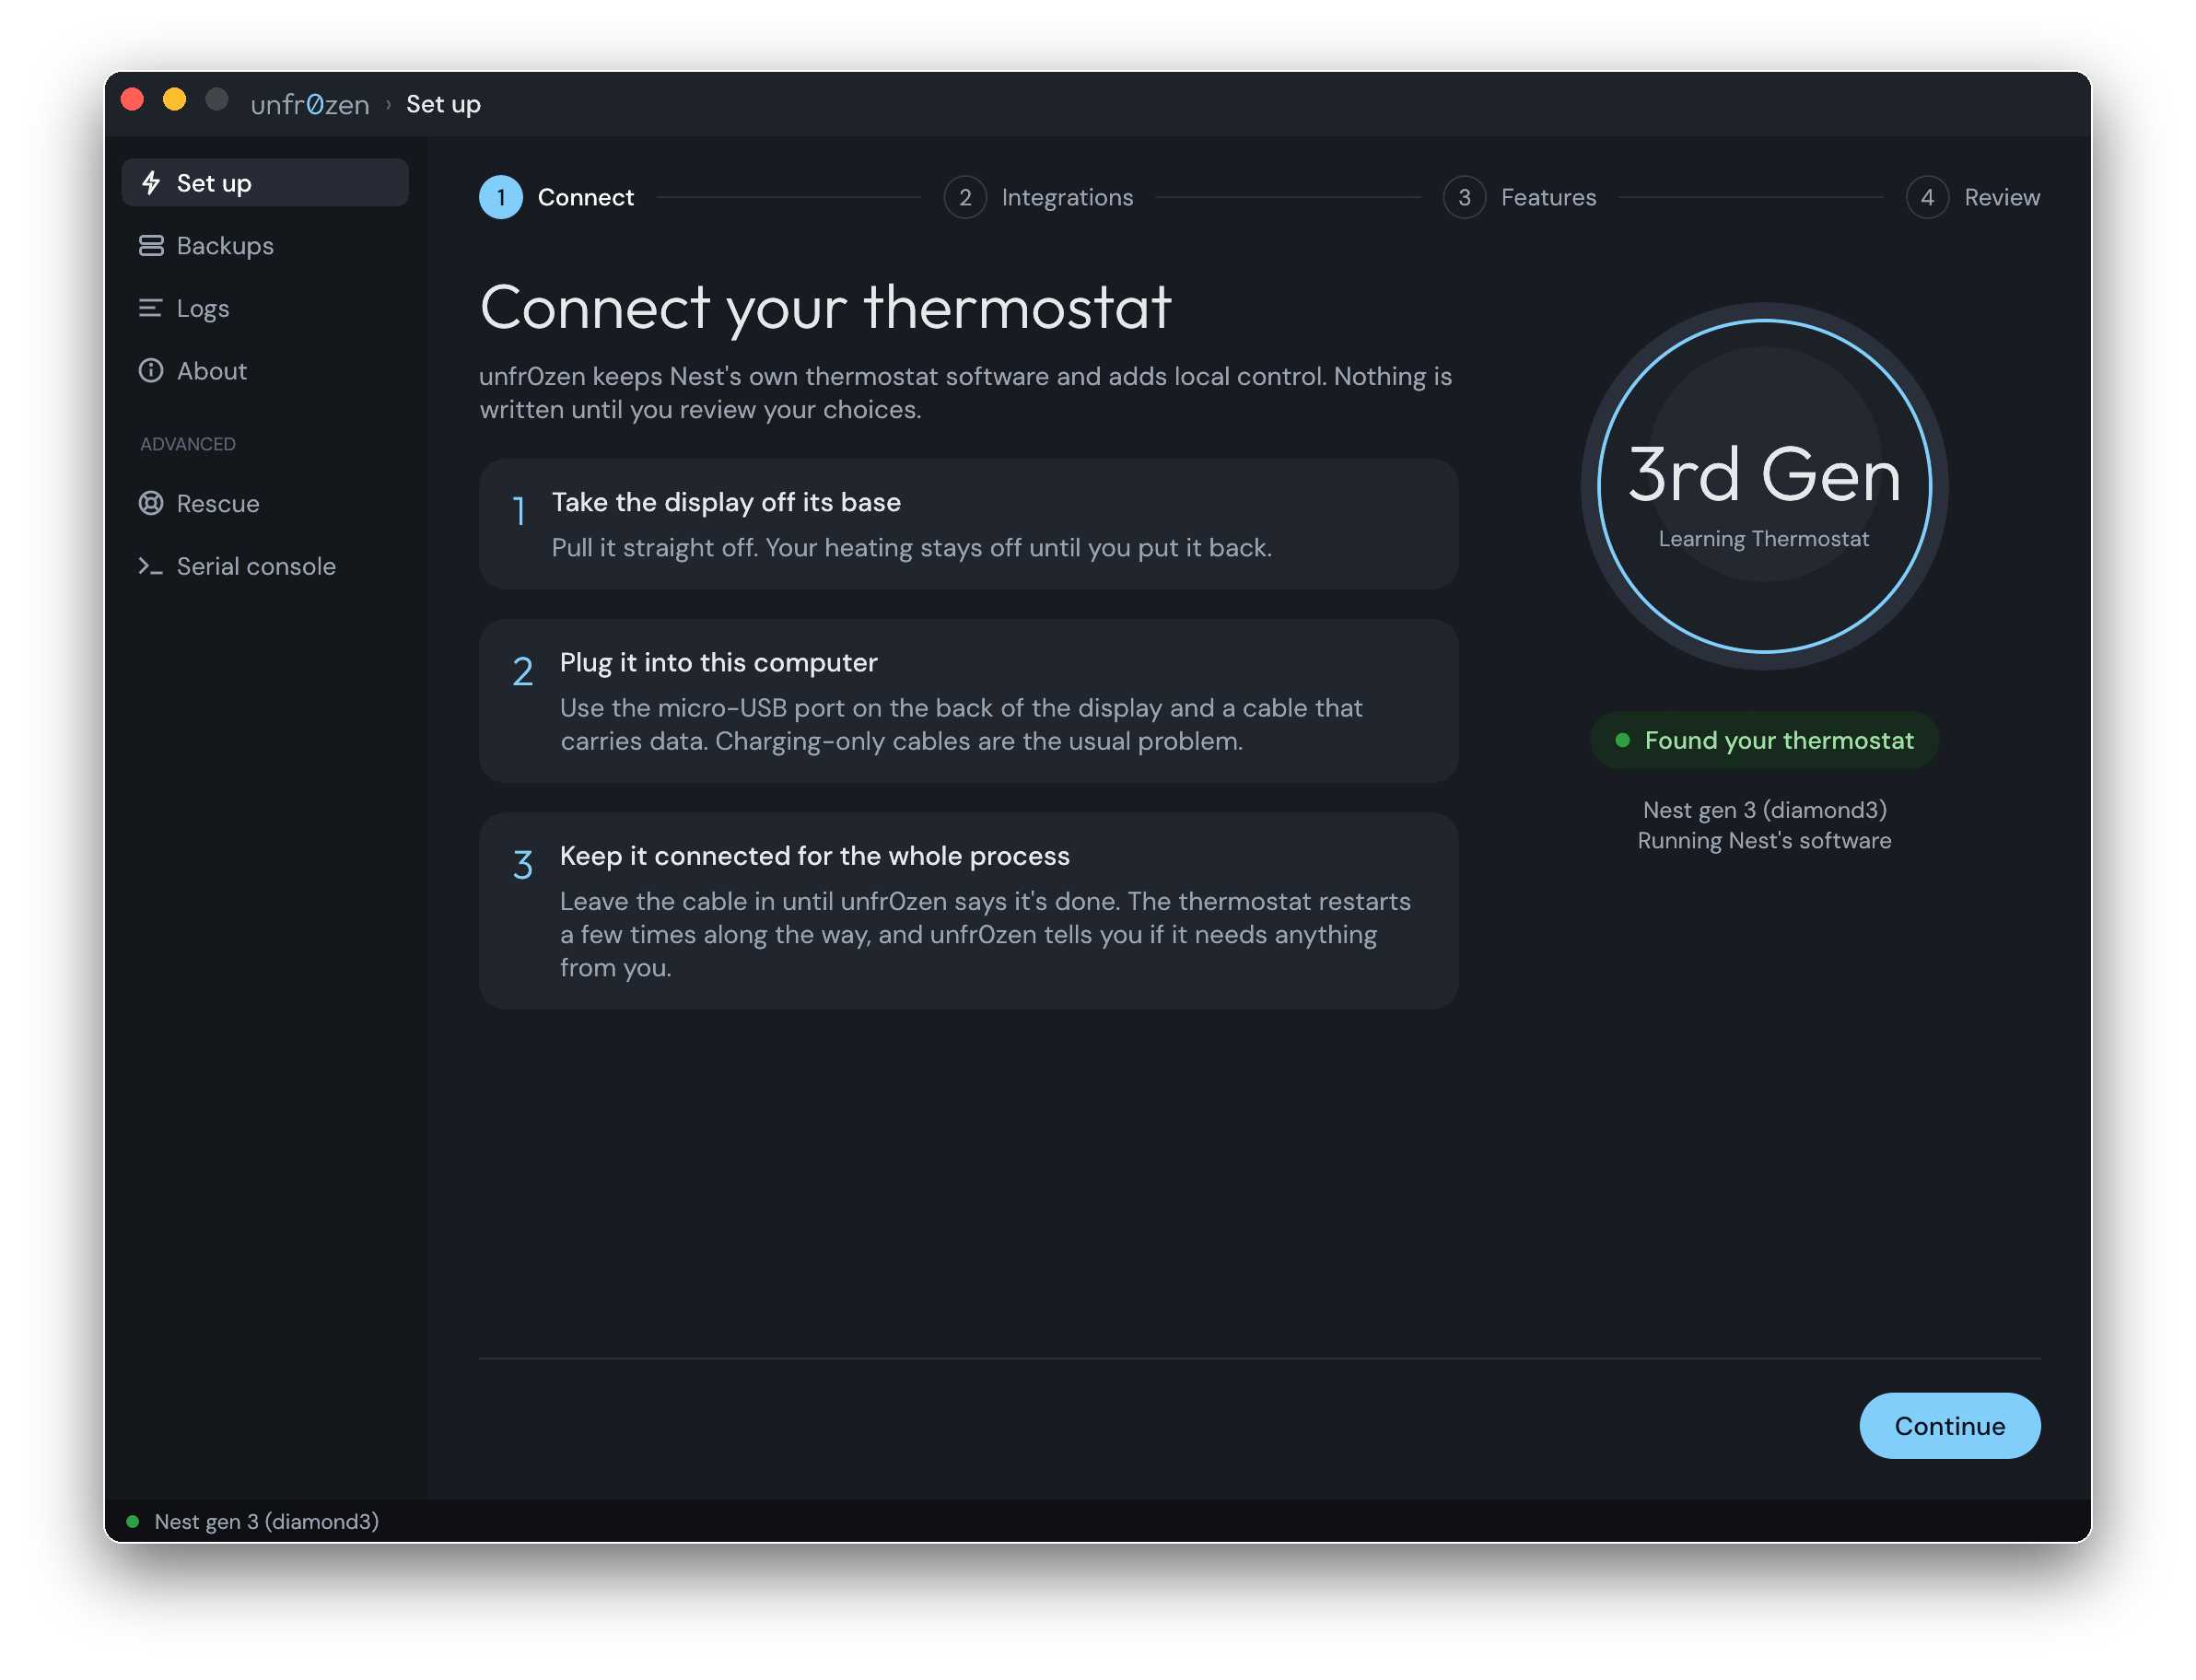 unfr0zen › Set up
Set up
Backups
Logs
About
ADVANCED
Rescue
Serial console
1 Connect
2 Integrations
3 Features
4 Review
Connect your thermostat
unfr0zen keeps Nest's own thermostat software and adds local control. Nothing is
written until you review your choices.
1 Take the display off its base
Pull it straight off. Your heating stays off until you put it back.
2 Plug it into this computer
Use the micro-USB port on the back of the display and a cable that
carries data. Charging-only cables are the usual problem.
3 Keep it connected for the whole process
Leave the cable in until unfr0zen says it's done. The thermostat restarts
a few times along the way, and unfr0zen tells you if it needs anything
from you.
3rd Gen
Learning Thermostat
Found your thermostat
Nest gen 3 (diamond3)
Running Nest's software
Continue
Nest gen 3 (diamond3)